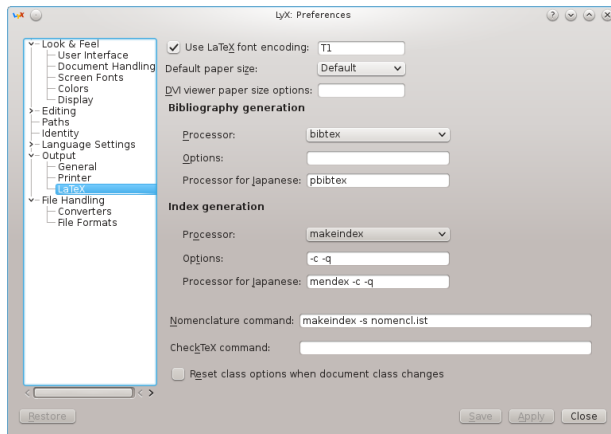 LyX: Preferences
Look & Feel
User Interface
Document Handling
Screen Fonts
Colors
Display
Editing
Paths
Identity
Language Settings
Output
General
Printer
LaTeX
File Handling
Converters
File Formats
Use LaTeX font encoding: T1
Default paper size: Default
DVI viewer paper size options:
Bibliography generation
Processor: bibtex
Options:
Processor for Japanese: pbibtex
Index generation
Processor: makeindex
Options: -c -q
Processor for Japanese: mendex -c -q
Nomenclature command: makeindex -s nomencl.ist
CheckTeX command:
Reset class options when document class changes
Restore Save Apply Close